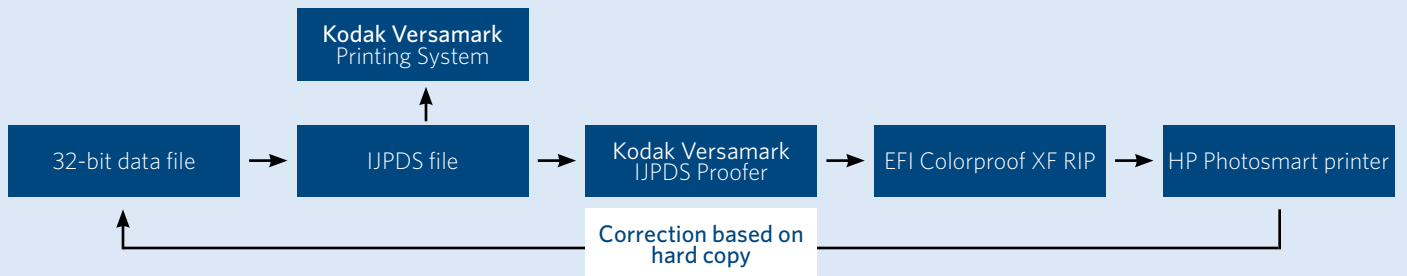 Kodak Versamark
Printing System
32-bit data file
IJPDS file
Kodak Versamark
IJPDS Proofer
EFI Colorproof XF RIP
HP Photosmart printer
Correction based on
hard copy